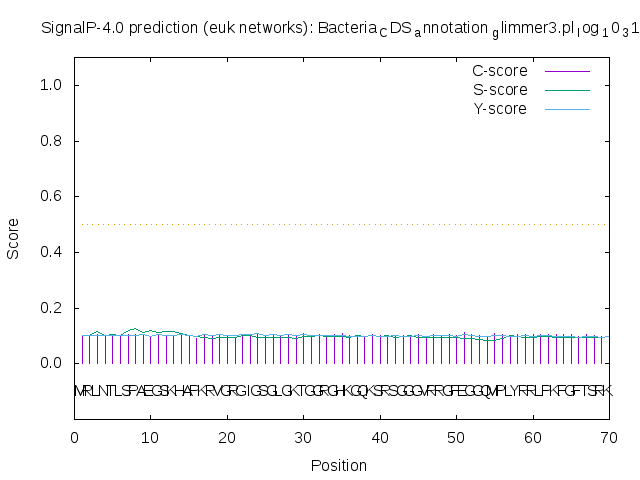 SignalP-4.0 prediction (euk networks): Bacteria_CDS_annotation_glimmer3.pl_log_10_31
C-score
S-score
Y-score
1.0
0.8
0.6
0.4
0.2
0.0
Score
MRLNTLSPAEGSKHAPKRVGRGIGSGLGKTGGRGHKGQKSRSGGGVRRGFEGGQMPLYRRLPKFGFTSRK
0 10 20 30 40 50 60 70
Position